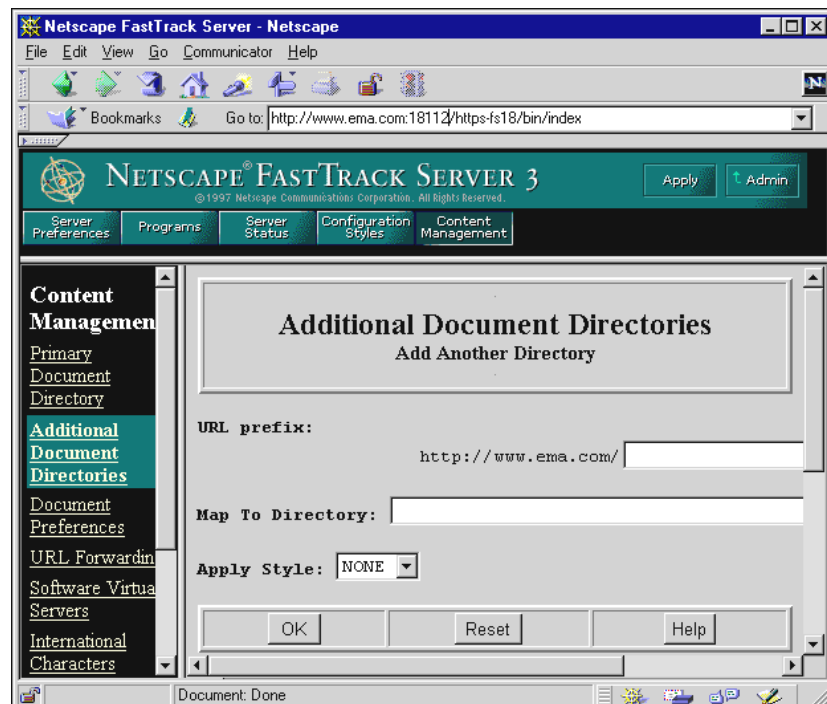 Netscape FastTrack Server - Netscape
File Edit View Go Communicator Help
N
Bookmarks Go to: http://www.ema.com:18112/https-fs18/bin/index
NETSCAPE® FASTTRACK SERVER 3
©1997 Netscape Communications Corporation. All Rights Reserved.
Apply
Admin
Server Preferences
Programs
Server Status
Configuration Styles
Content Management
Content
Managemen
Primary
Document
Directory
Additional
Document
Directories
Document
Preferences
URL Forwardin
Software Virtua
Servers
International
Characters
Additional Document Directories
Add Another Directory
URL prefix:
http://www.ema.com/
Map To Directory:
Apply Style: NONE
OK Reset Help
Document: Done